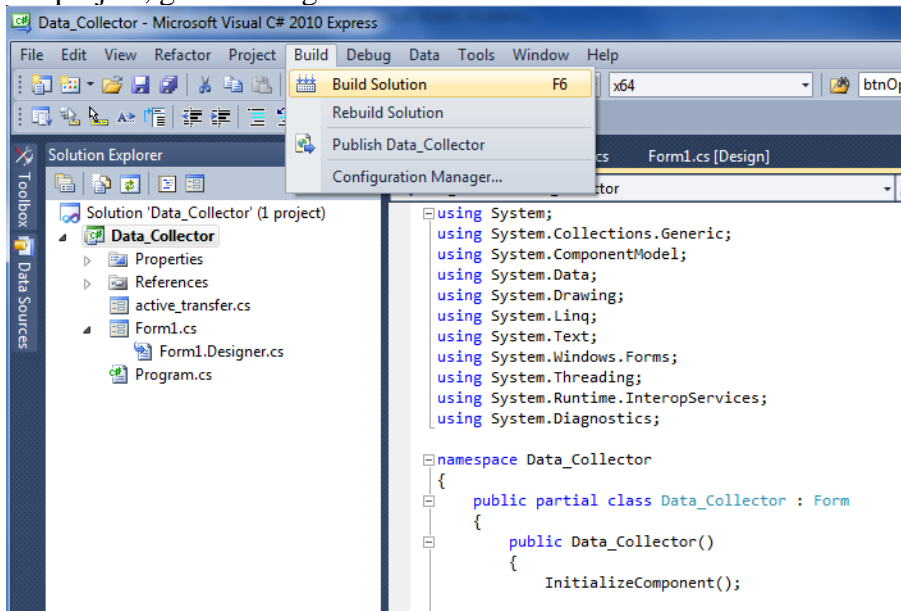 Data_Collector - Microsoft Visual C# 2010 Express
File Edit View Refactor Project Build Debug Data Tools Window Help
Build Solution F6
x64
Rebuild Solution
Publish Data_Collector
Configuration Manager...
Solution Explorer
Form1.cs [Design]
Toolbox
Data Sources
Solution 'Data_Collector' (1 project)
Data_Collector
Properties
References
active_transfer.cs
Form1.cs
Form1.Designer.cs
Program.cs
using System;
using System.Collections.Generic;
using System.ComponentModel;
using System.Data;
using System.Drawing;
using System.Linq;
using System.Text;
using System.Windows.Forms;
using System.Threading;
using System.Runtime.InteropServices;
using System.Diagnostics;
namespace Data_Collector
{
public partial class Data_Collector : Form
{
public Data_Collector()
{
InitializeComponent();